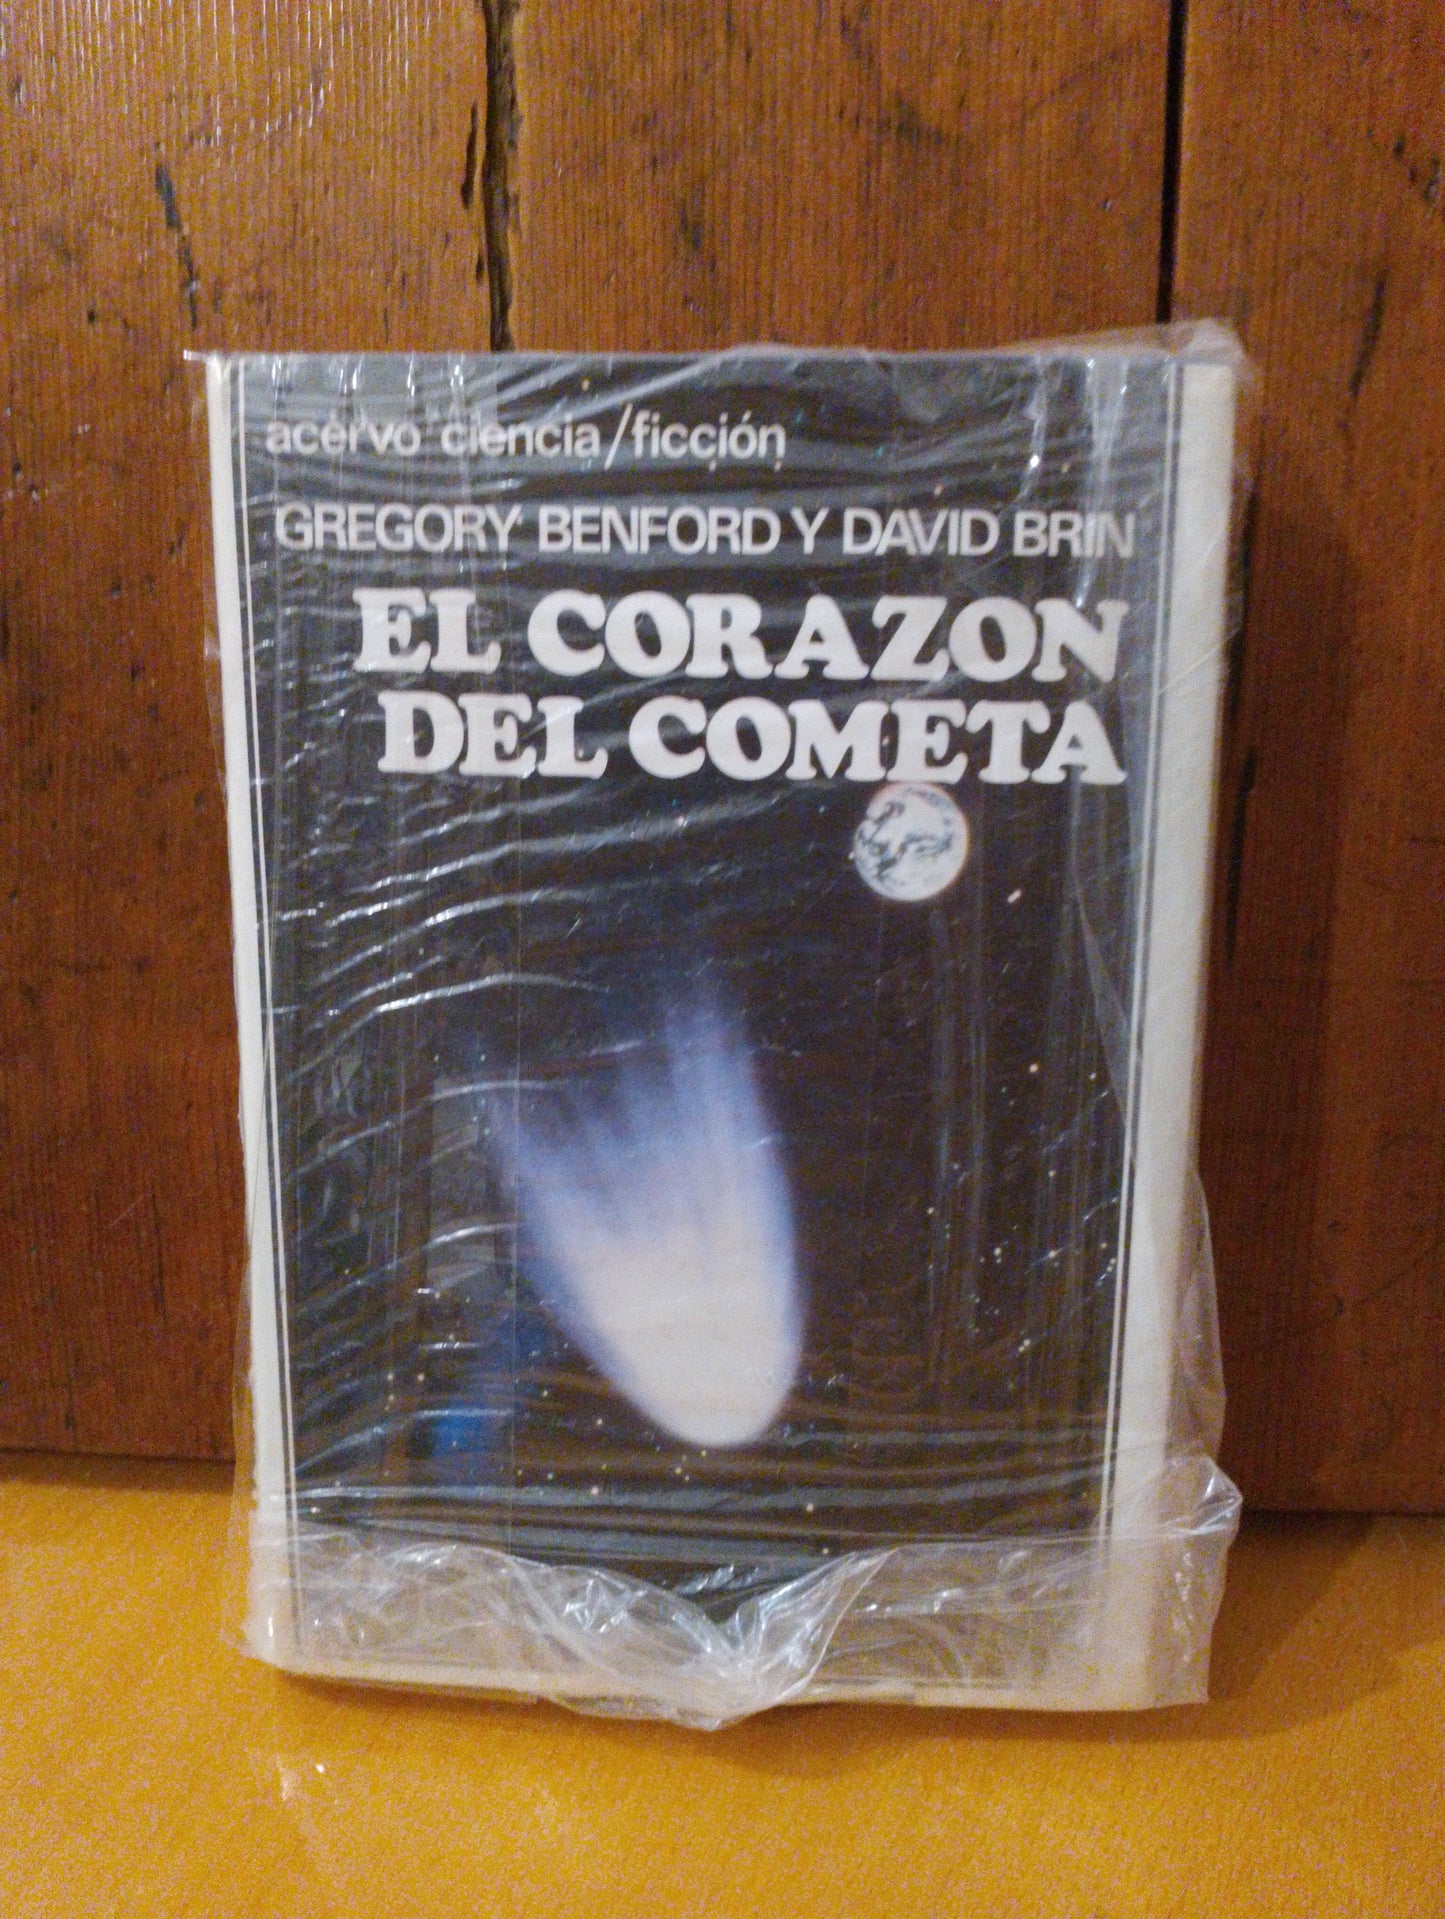 acervo ciencia/ficción
GREGORY BENFORD Y DAVID BRIN
EL CORAZON
DEL COMETA